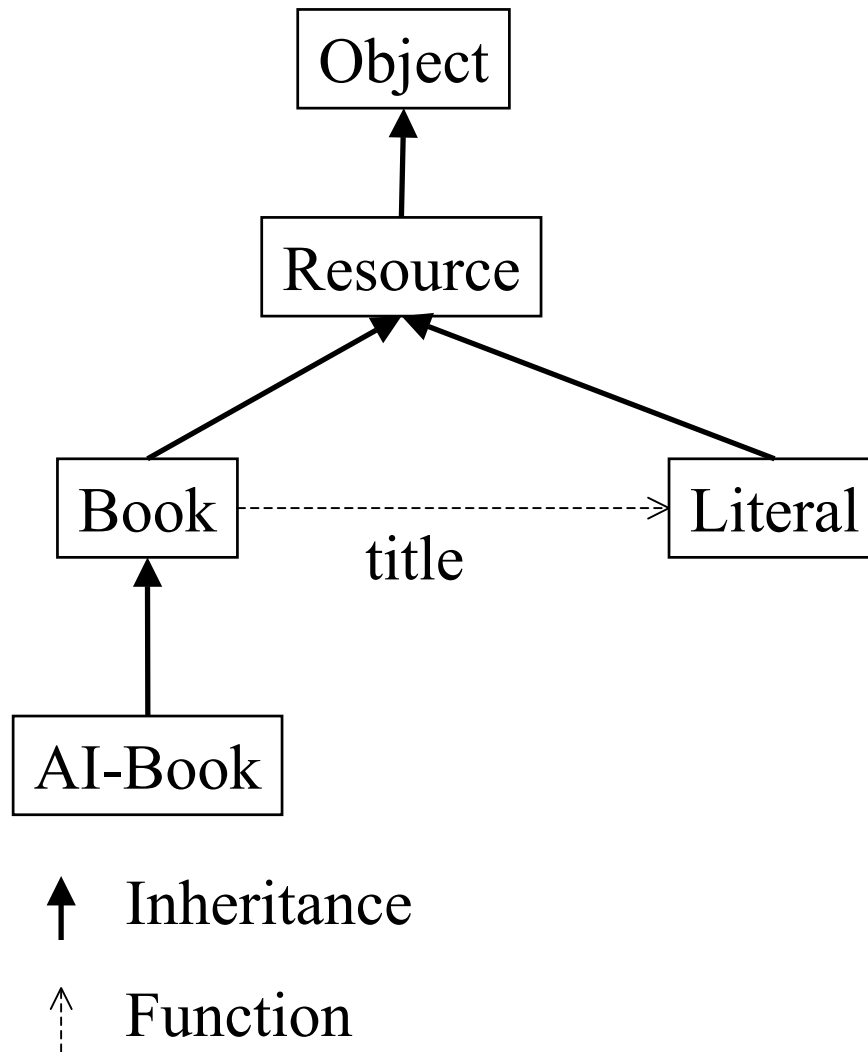 Object
Resource
Book
Literal
title
AI-Book
Inheritance
Function